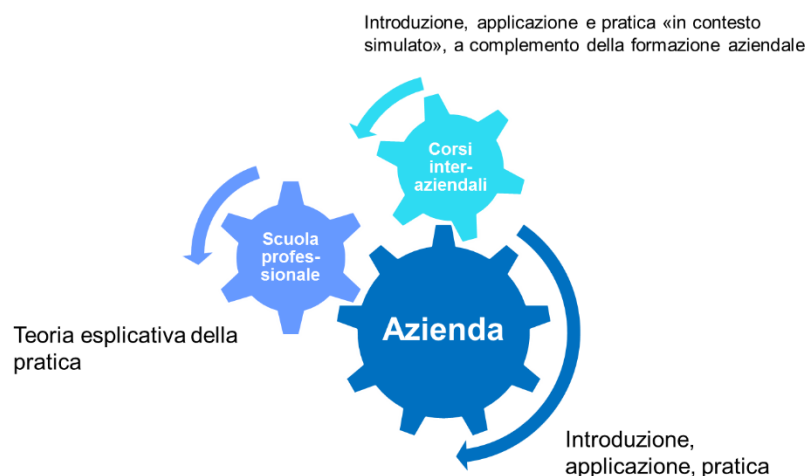 Introduzione, applicazione e pratica «in contesto
simulato», a complemento della formazione aziendale
Corsi
inter-
aziendali
Scuola
profes-
sionale
Azienda
Teoria esplicativa della
pratica
Introduzione,
applicazione, pratica